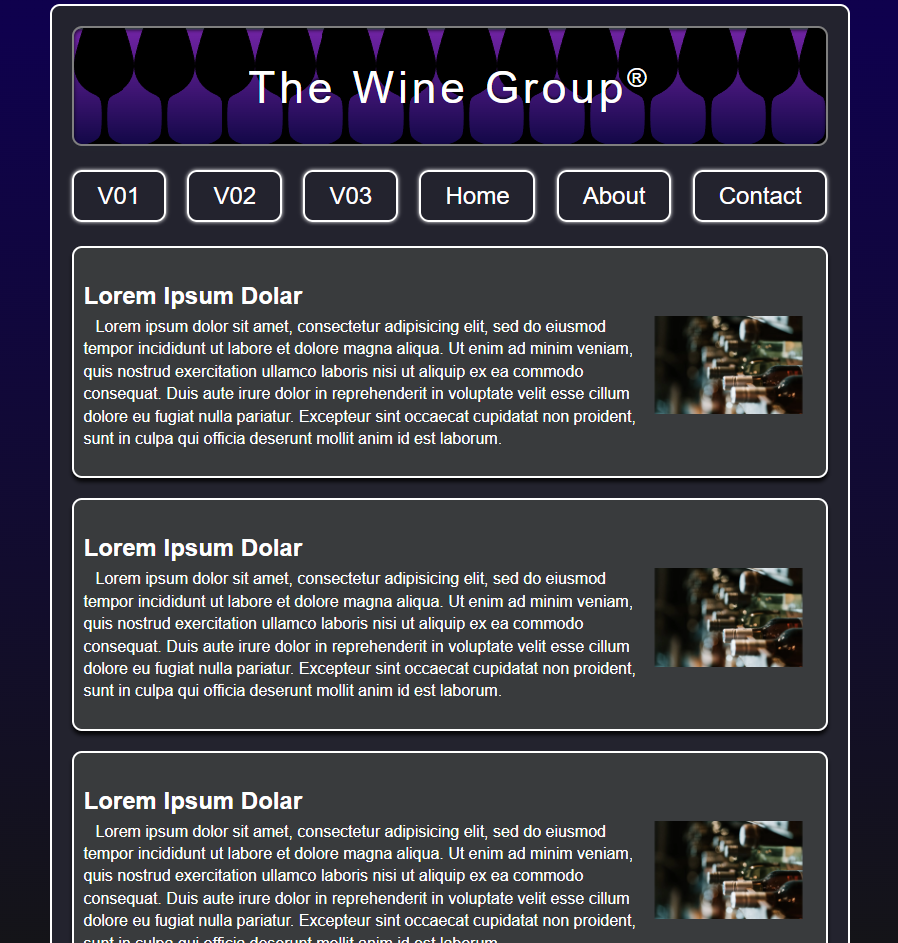 The Wine Group®
V01 V02 V03 Home About Contact
Lorem Ipsum Dolar
Lorem ipsum dolor sit amet, consectetur adipisicing elit, sed do eiusmod
tempor incididunt ut labore et dolore magna aliqua. Ut enim ad minim veniam,
quis nostrud exercitation ullamco laboris nisi ut aliquip ex ea commodo
consequat. Duis aute irure dolor in reprehenderit in voluptate velit esse cillum
dolore eu fugiat nulla pariatur. Excepteur sint occaecat cupidatat non proident,
sunt in culpa qui officia deserunt mollit anim id est laborum.
Lorem Ipsum Dolar
Lorem ipsum dolor sit amet, consectetur adipisicing elit, sed do eiusmod
tempor incididunt ut labore et dolore magna aliqua. Ut enim ad minim veniam,
quis nostrud exercitation ullamco laboris nisi ut aliquip ex ea commodo
consequat. Duis aute irure dolor in reprehenderit in voluptate velit esse cillum
dolore eu fugiat nulla pariatur. Excepteur sint occaecat cupidatat non proident,
sunt in culpa qui officia deserunt mollit anim id est laborum.
Lorem Ipsum Dolar
Lorem ipsum dolor sit amet, consectetur adipisicing elit, sed do eiusmod
tempor incididunt ut labore et dolore magna aliqua. Ut enim ad minim veniam,
quis nostrud exercitation ullamco laboris nisi ut aliquip ex ea commodo
consequat. Duis aute irure dolor in reprehenderit in voluptate velit esse cillum
dolore eu fugiat nulla pariatur. Excepteur sint occaecat cupidatat non proident,
sunt in culpa qui officia deserunt mollit anim id est laborum.